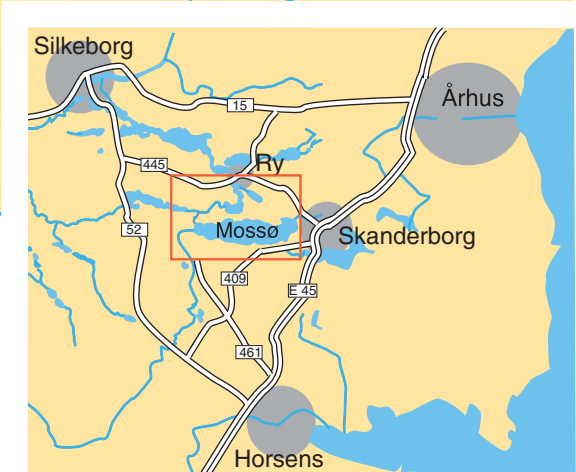 Silkeborg
Århus
15
Ry
445
Mossø
52
Skanderborg
409
E 45
461
Horsens